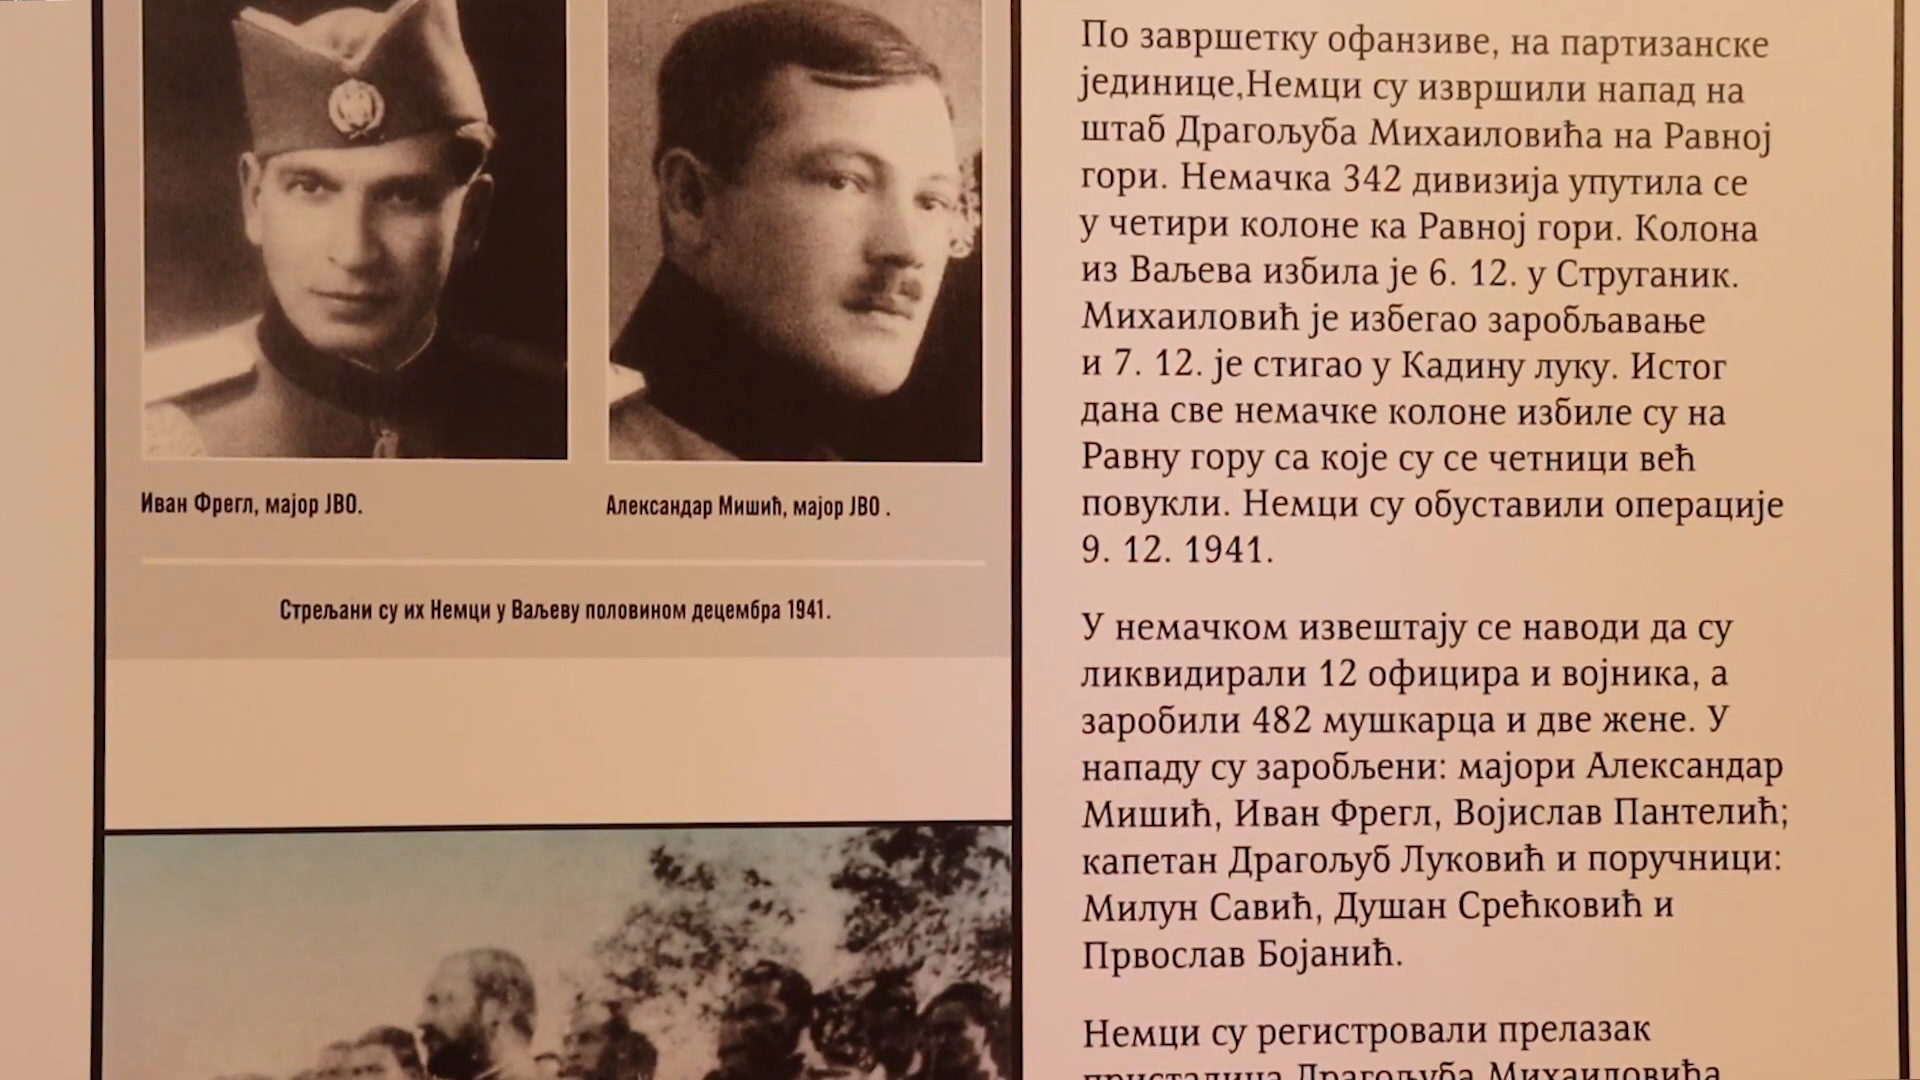 Иван Фрегл, мајор ЈВО.
Александар Мишић, мајор ЈВО .
Стрељани су их Немци у Ваљеву половином децембра 1941.
По завршетку офанзиве, на партизанске
јединице,Немци су извршили напад на
штаб Драгољуба Михаиловића на Равној
гори. Немачка 342 дивизија упутила се
у четири колоне ка Равној гори. Колона
из Ваљева избила је 6. 12. у Струганик.
Михаиловић је избегао заробљавање
и 7. 12. је стигао у Кадину луку. Истог
дана све немачке колоне избиле су на
Равну гору са које су се четници већ
повукли. Немци су обуставили операције
9. 12. 1941.
У немачком извештају се наводи да су
ликвидирали 12 официра и војника, а
заробили 482 мушкарца и две жене. У
нападу су заробљени: мајори Александар
Мишић, Иван Фрегл, Војислав Пантелић;
капетан Драгољуб Луковић и поручници:
Милун Савић, Душан Срећковић и
Првослав Бојанић.
Немци су регистровали прелазак
присталица Драгољуба Михаиловића